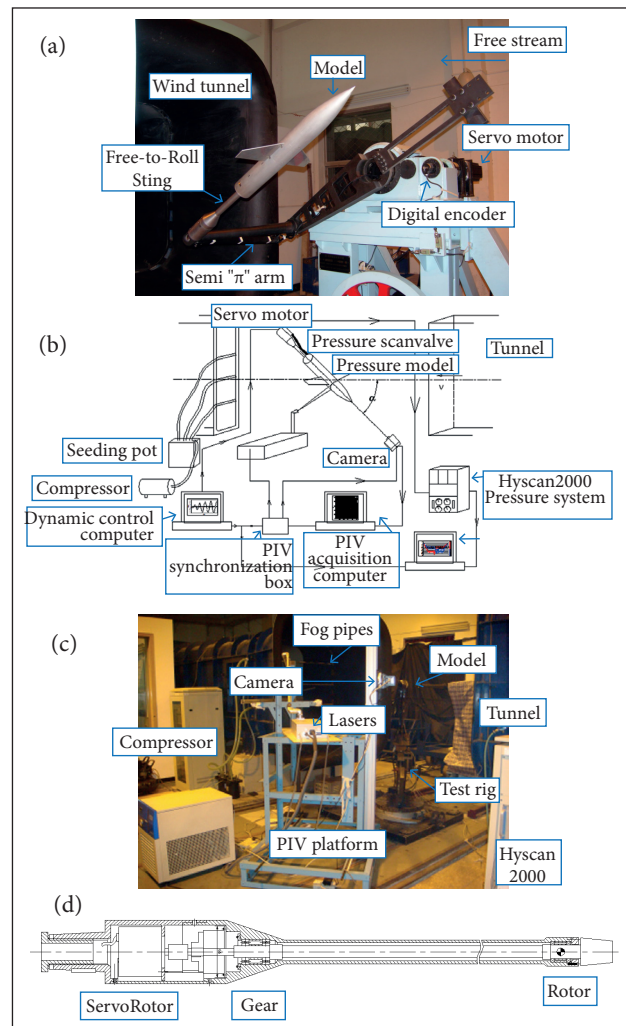 (a)
Free stream
Model
Wind tunnel
Servo motor
Free-to-Roll
Sting
Digital encoder
Semi "π" arm
Servo motor
(b)
Pressure scanvalve
Tunnel
Pressure model
α
v
Seeding pot
Camera
Compressor
Hyscan2000
Pressure system
Dynamic control
computer
PIV
synchronization
box
PIV
acquisition
computer
(c)
Fog pipes
Model
Camera
Lasers
Tunnel
Compressor
Test rig
PIV platform
Hyscan
2000
(d)
ServoRotor
Gear
Rotor